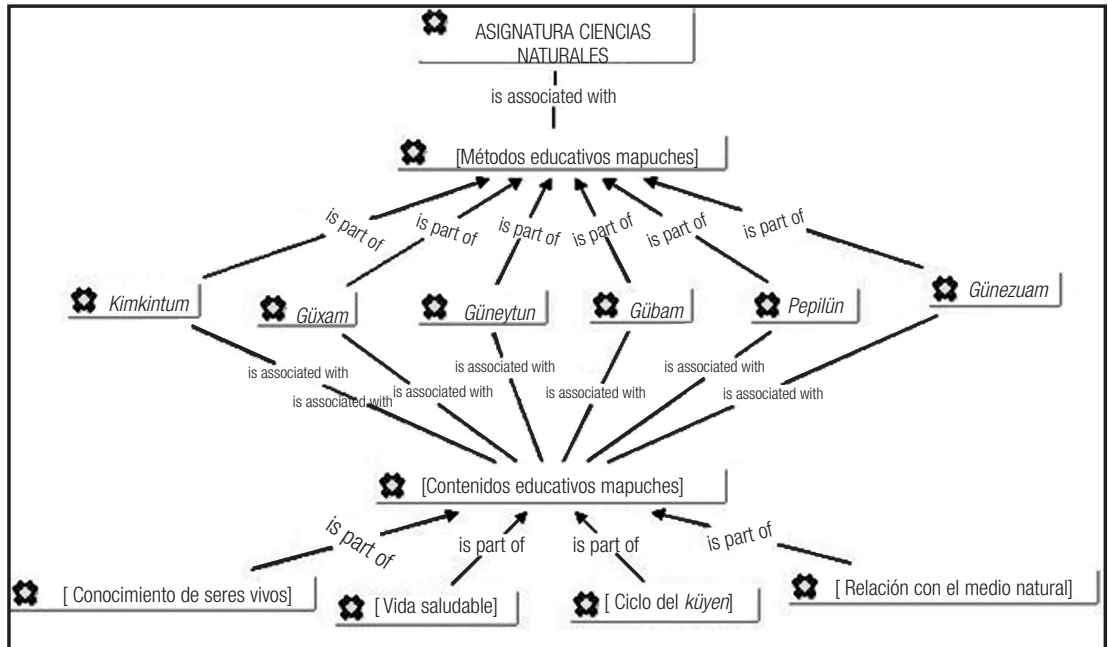 ASIGNATURA CIENCIAS
NATURALES
is associated with
[Métodos educativos mapuches]
is part of
is part of
is part of
is part of
is part of
is part of
Kimkintum
Güxam
Güneytun
Gübam
Pepilün
Günezuam
is associated with
is associated with
is associated with
is associated with
is associated with
is associated with
is associated with
[Contenidos educativos mapuches]
is part of
is part of
is part of
is part of
[ Conocimiento de seres vivos]
[ Vida saludable]
[ Ciclo del küyen]
[ Relación con el medio natural]